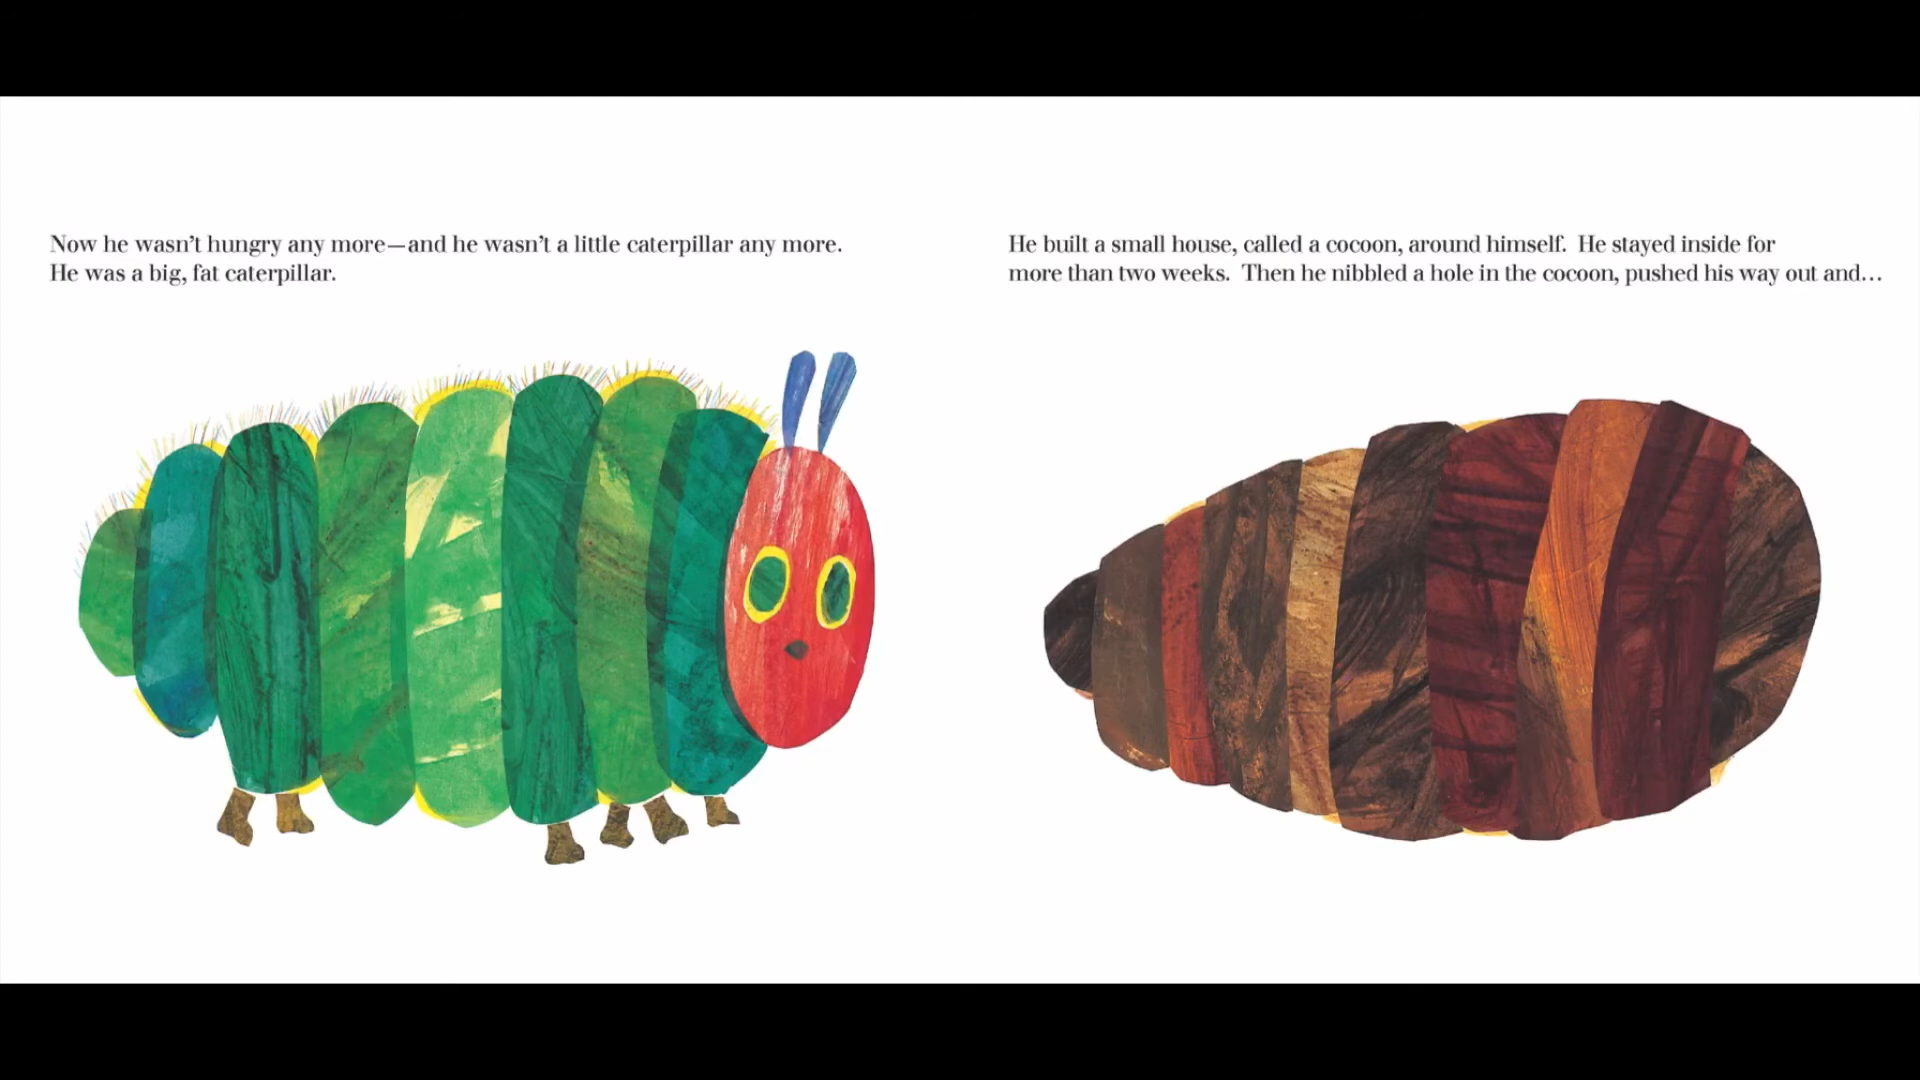 Now he wasn’t hungry any more—and he wasn’t a little caterpillar any more.
He was a big, fat caterpillar.
He built a small house, called a cocoon, around himself.  He stayed inside for
more than two weeks.  Then he nibbled a hole in the cocoon, pushed his way out and...